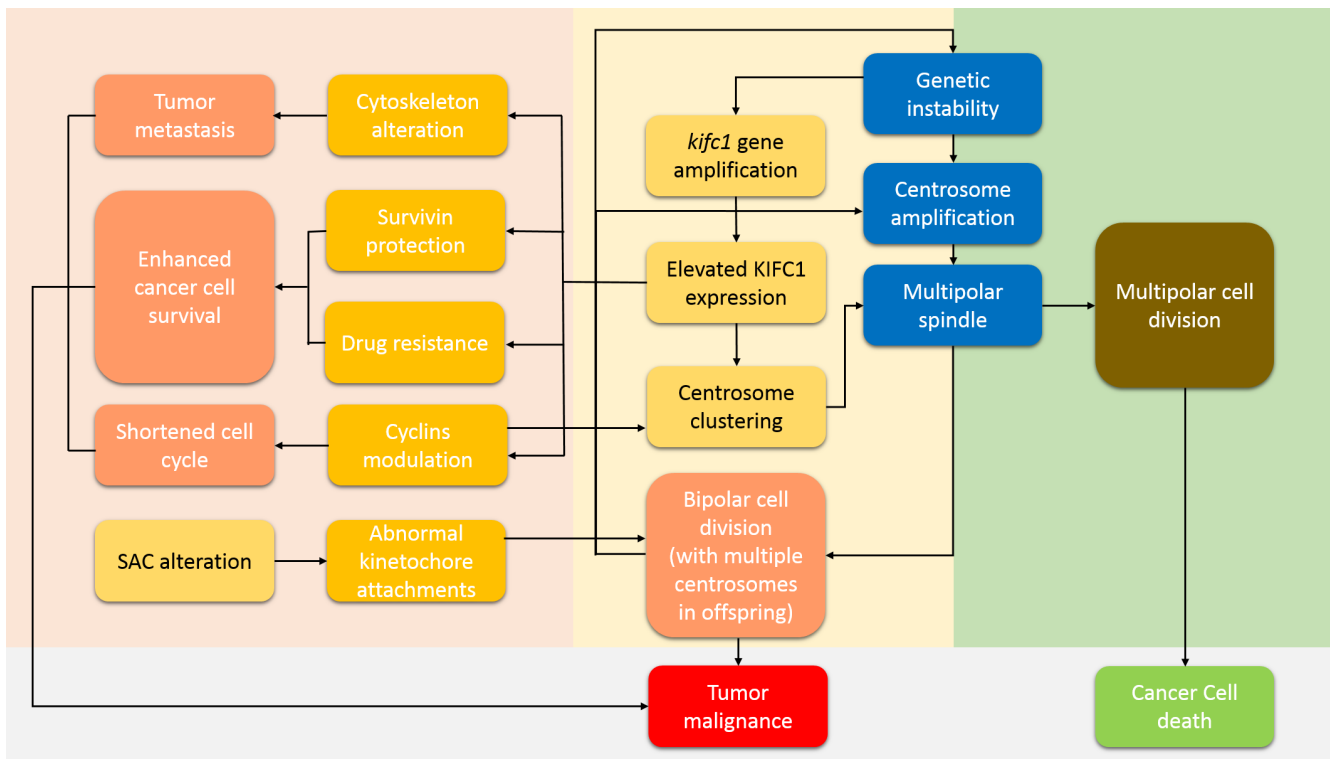 Genetic
instability
Tumor
metastasis
Cytoskeleton
alteration
kifc1 gene
amplification
Centrosome
amplification
Survivin
protection
Enhanced
cancer cell
survival
Elevated KIFC1
expression
Multipolar
spindle
Multipolar cell
division
Drug resistance
Centrosome
clustering
Shortened cell
cycle
Cyclins
modulation
Bipolar cell
division
(with multiple
centrosomes
in offspring)
SAC alteration
Abnormal
kinetochore
attachments
Tumor
malignance
Cancer Cell
death